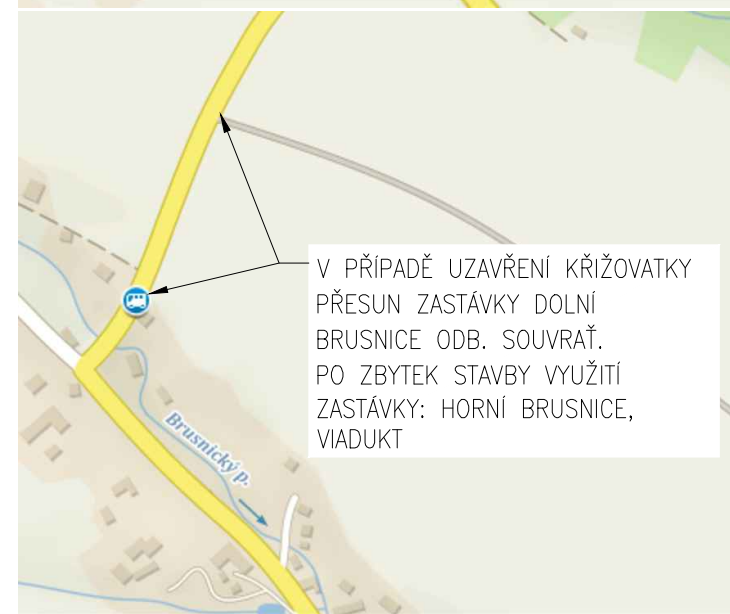 V PŘÍPADĚ UZAVŘENÍ KŘIŽOVATKY
PŘESUN ZASTÁVKY DOLNÍ
BRUSNICE ODB. SOUVRAŤ.
PO ZBYTEK STAVBY VYUŽITÍ
ZASTÁVKY: HORNÍ BRUSNICE,
VIADUKT
Brusnický p.